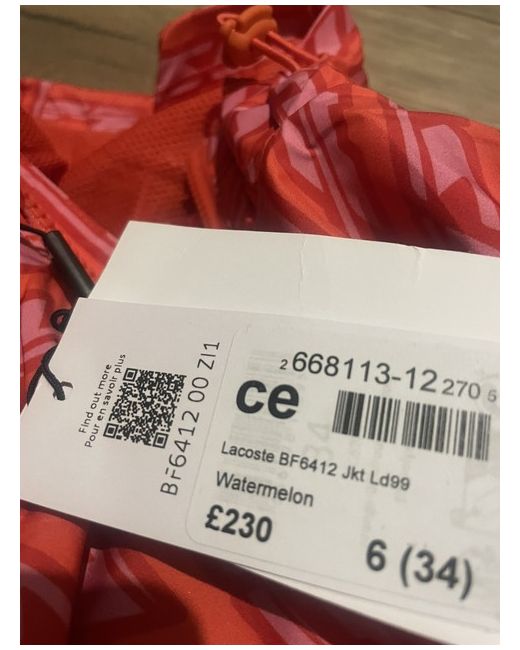 Find out more
Pour en savoir plus
BF6412 00 ZI1
2 668113-12 270 5
ce
Lacoste BF6412 Jkt Ld99
Watermelon
£230
6 (34)